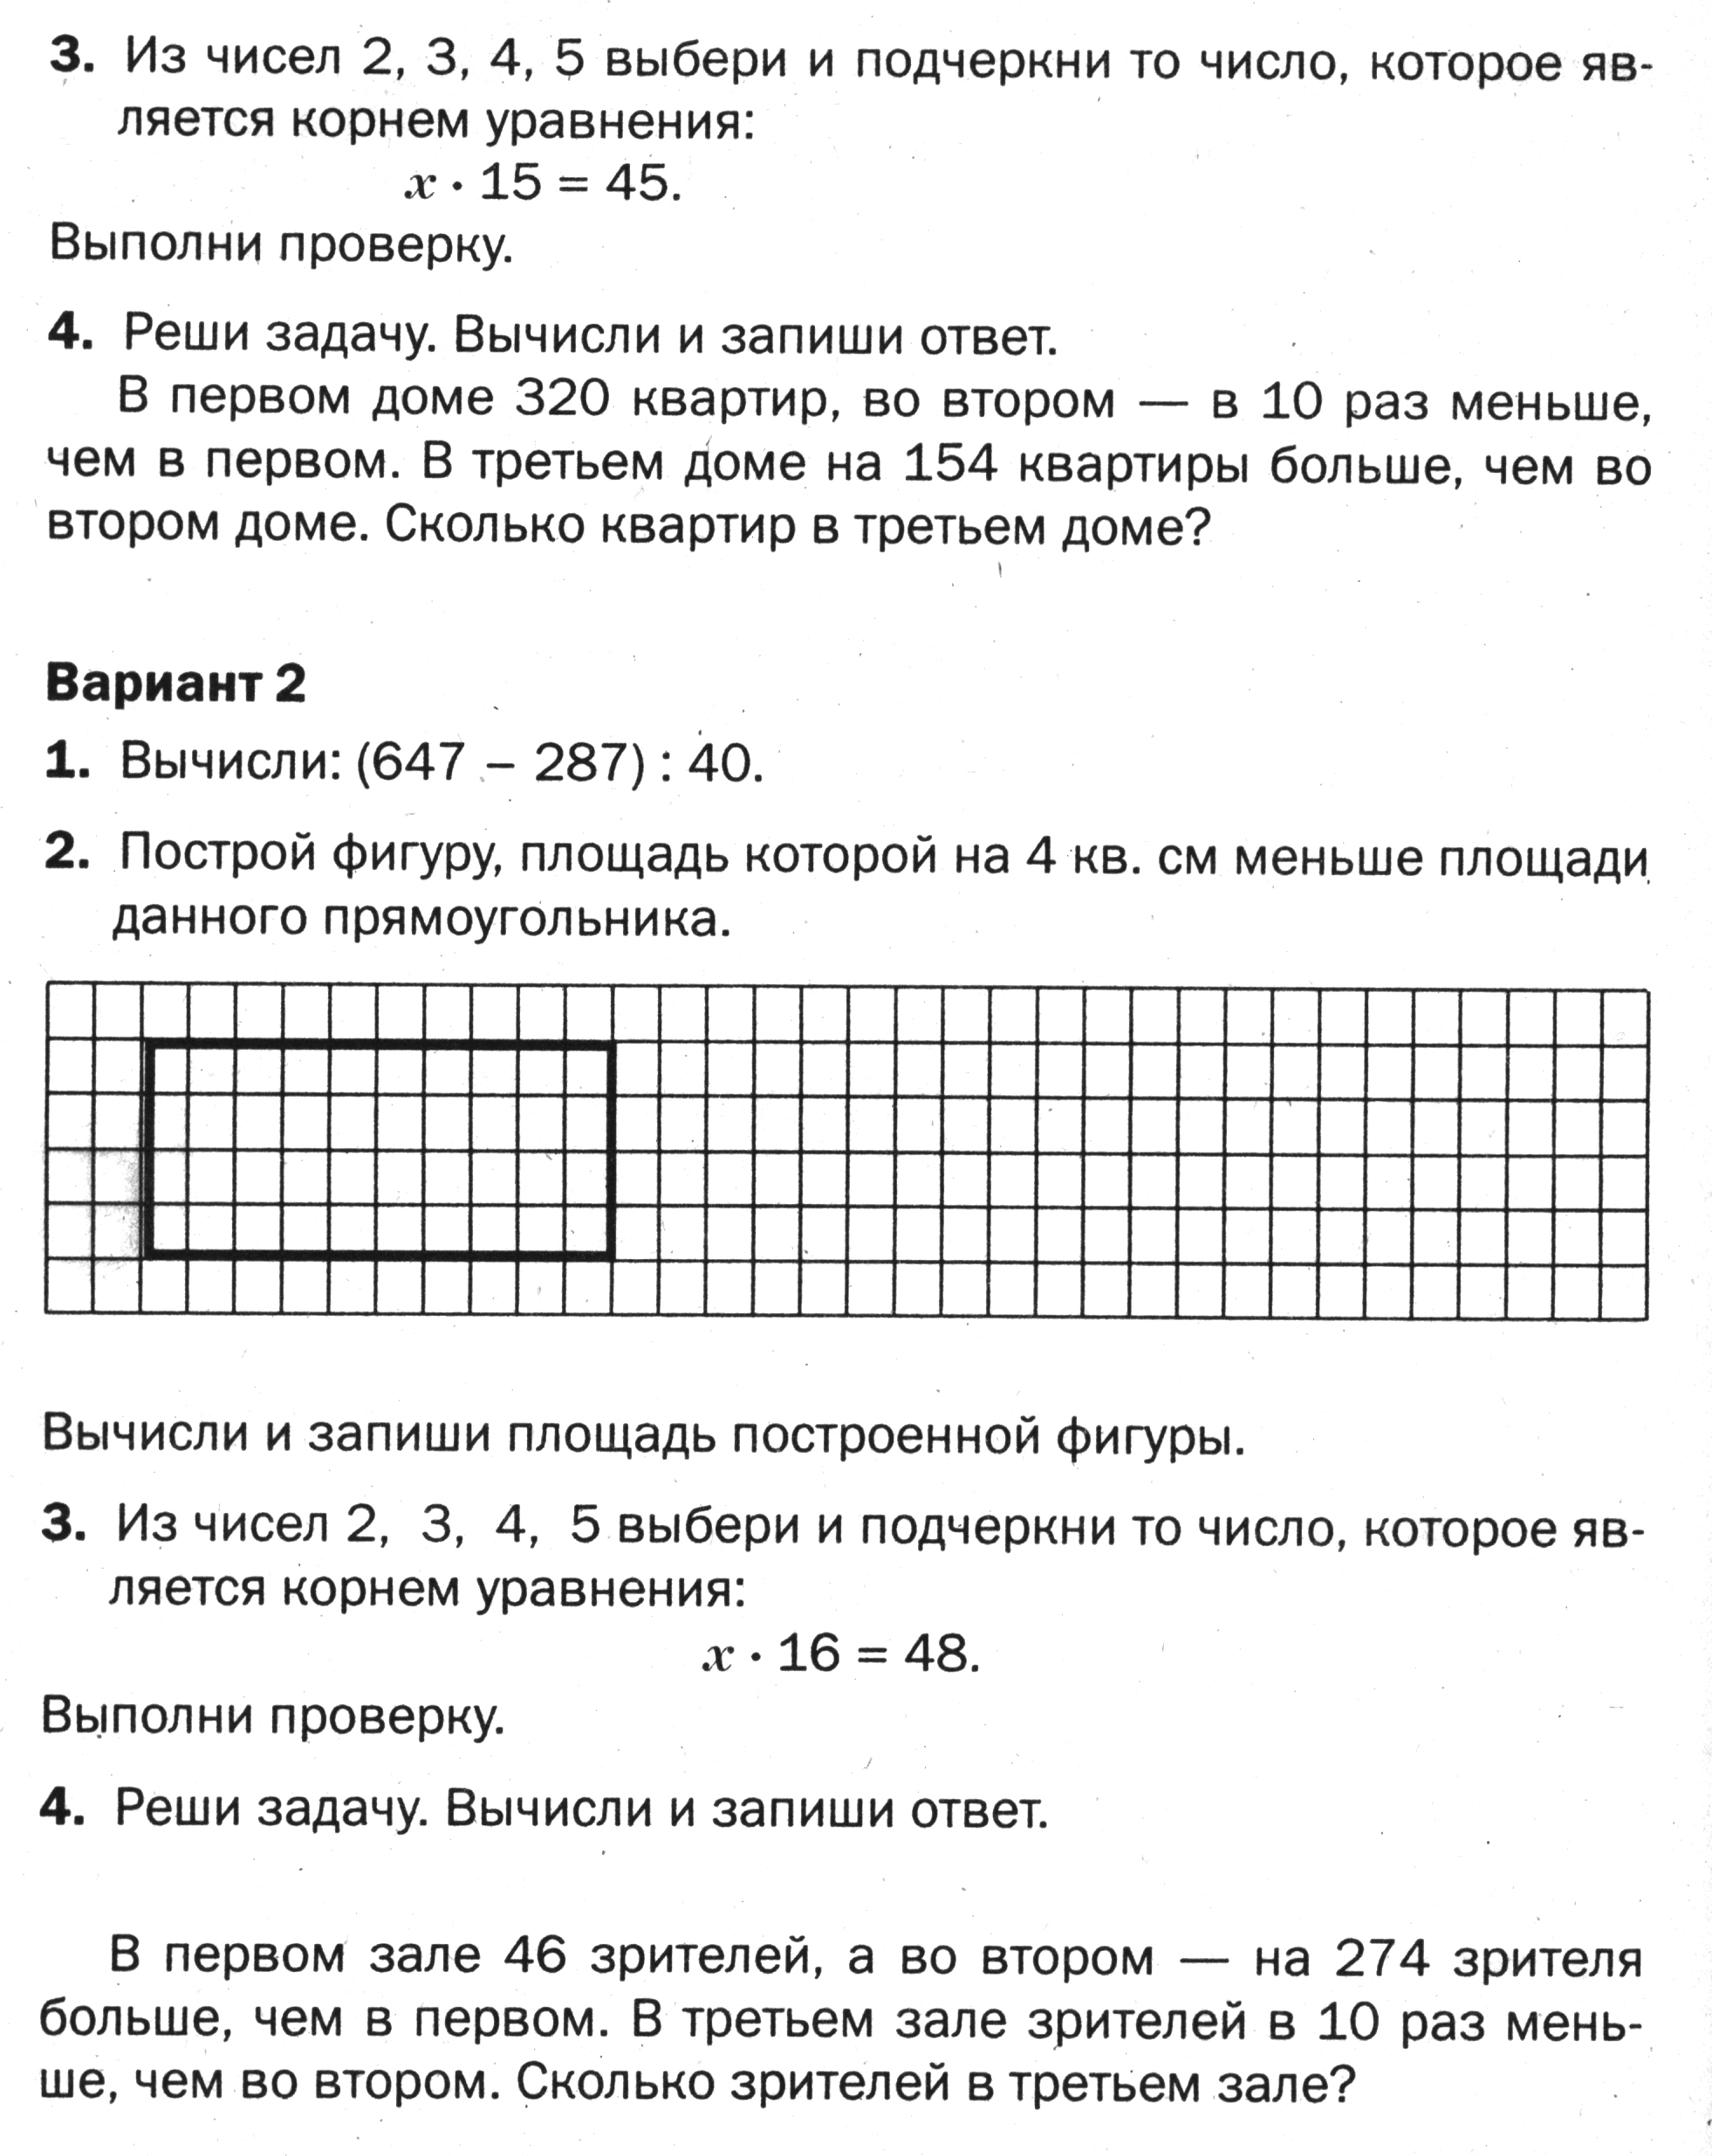 3. Из чисел 2, 3, 4, 5 выбери и подчеркни то число, которое яв-
ляется корнем уравнения:
x · 15 = 45.
Выполни проверку.
4. Реши задачу. Вычисли и запиши ответ.
В первом доме 320 квартир, во втором — в 10 раз меньше,
чем в первом. В третьем доме на 154 квартиры больше, чем во
втором доме. Сколько квартир в третьем доме?
Вариант 2
1. Вычисли: (647 – 287) : 40.
2. Построй фигуру, площадь которой на 4 кв. см меньше площади
данного прямоугольника.
Вычисли и запиши площадь построенной фигуры.
3. Из чисел 2, 3, 4, 5 выбери и подчеркни то число, которое яв-
ляется корнем уравнения:
x · 16 = 48.
Выполни проверку.
4. Реши задачу. Вычисли и запиши ответ.
В первом зале 46 зрителей, а во втором — на 274 зрителя
больше, чем в первом. В третьем зале зрителей в 10 раз мень-
ше, чем во втором. Сколько зрителей в третьем зале?